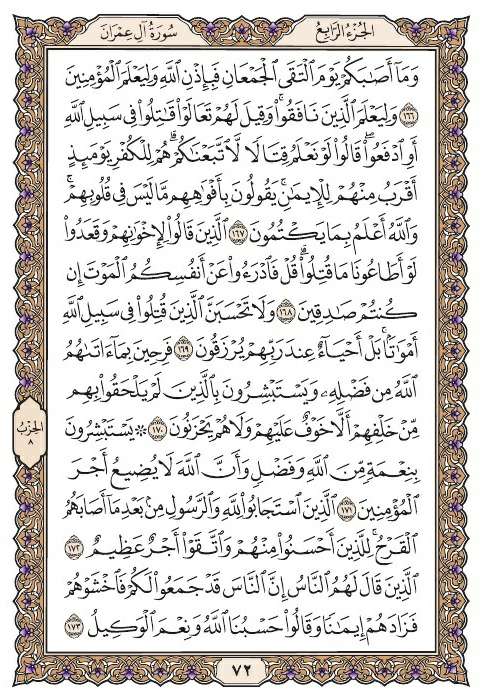 الجزء الرابع
سورة آل عمران
وَمَآ أَصَٰبَكُمْ يَوْمَ ٱلْتَقَى ٱلْجَمْعَانِ فَبِإِذْنِ ٱللَّهِ وَلِيَعْلَمَ ٱلْمُؤْمِنِينَ
١٦٦ وَلِيَعْلَمَ ٱلَّذِينَ نَافَقُوا۟ۚ وَقِيلَ لَهُمْ تَعَالَوْا۟ قَٰتِلُوا۟ فِى سَبِيلِ ٱللَّهِ
أَوِ ٱدْفَعُوا۟ۖ قَالُوا۟ لَوْ نَعْلَمُ قِتَالًا لَّٱتَّبَعْنَٰكُمْۗ هُمْ لِلْكُفْرِ يَوْمَئِذٍ
أَقْرَبُ مِنْهُمْ لِلْإِيمَٰنِۚ يَقُولُونَ بِأَفْوَٰهِهِم مَّا لَيْسَ فِى قُلُوبِهِمْۚ
وَٱللَّهُ أَعْلَمُ بِمَا يَكْتُمُونَ ١٦٧ ٱلَّذِينَ قَالُوا۟ لِإِخْوَٰنِهِمْ وَقَعَدُوا۟
لَوْ أَطَاعُونَا مَا قُتِلُوا۟ۗ قُلْ فَٱدْرَءُوا۟ عَنْ أَنفُسِكُمُ ٱلْمَوْتَ إِن
كُنتُمْ صَٰدِقِينَ ١٦٨ وَلَا تَحْسَبَنَّ ٱلَّذِينَ قُتِلُوا۟ فِى سَبِيلِ ٱللَّهِ
أَمْوَٰتًۢاۚ بَلْ أَحْيَآءٌ عِندَ رَبِّهِمْ يُرْزَقُونَ ١٦٩ فَرِحِينَ بِمَآ ءَاتَىٰهُمُ
ٱللَّهُ مِن فَضْلِهِۦ وَيَسْتَبْشِرُونَ بِٱلَّذِينَ لَمْ يَلْحَقُوا۟ بِهِم
مِّنْ خَلْفِهِمْ أَلَّا خَوْفٌ عَلَيْهِمْ وَلَا هُمْ يَحْزَنُونَ ١٧٠ ۞ يَسْتَبْشِرُونَ
بِنِعْمَةٍ مِّنَ ٱللَّهِ وَفَضْلٍ وَأَنَّ ٱللَّهَ لَا يُضِيعُ أَجْرَ
ٱلْمُؤْمِنِينَ ١٧١ ٱلَّذِينَ ٱسْتَجَابُوا۟ لِلَّهِ وَٱلرَّسُولِ مِنۢ بَعْدِ مَآ أَصَابَهُمُ
ٱلْقَرْحُۚ لِلَّذِينَ أَحْسَنُوا۟ مِنْهُمْ وَٱتَّقَوْا۟ أَجْرٌ عَظِيمٌ ١٧٢
ٱلَّذِينَ قَالَ لَهُمُ ٱلنَّاسُ إِنَّ ٱلنَّاسَ قَدْ جَمَعُوا۟ لَكُمْ فَٱخْشَوْهُمْ
فَزَادَهُمْ إِيمَٰنًا وَقَالُوا۟ حَسْبُنَا ٱللَّهُ وَنِعْمَ ٱلْوَكِيلُ ١٧٣
الحزب
٨
٧٢